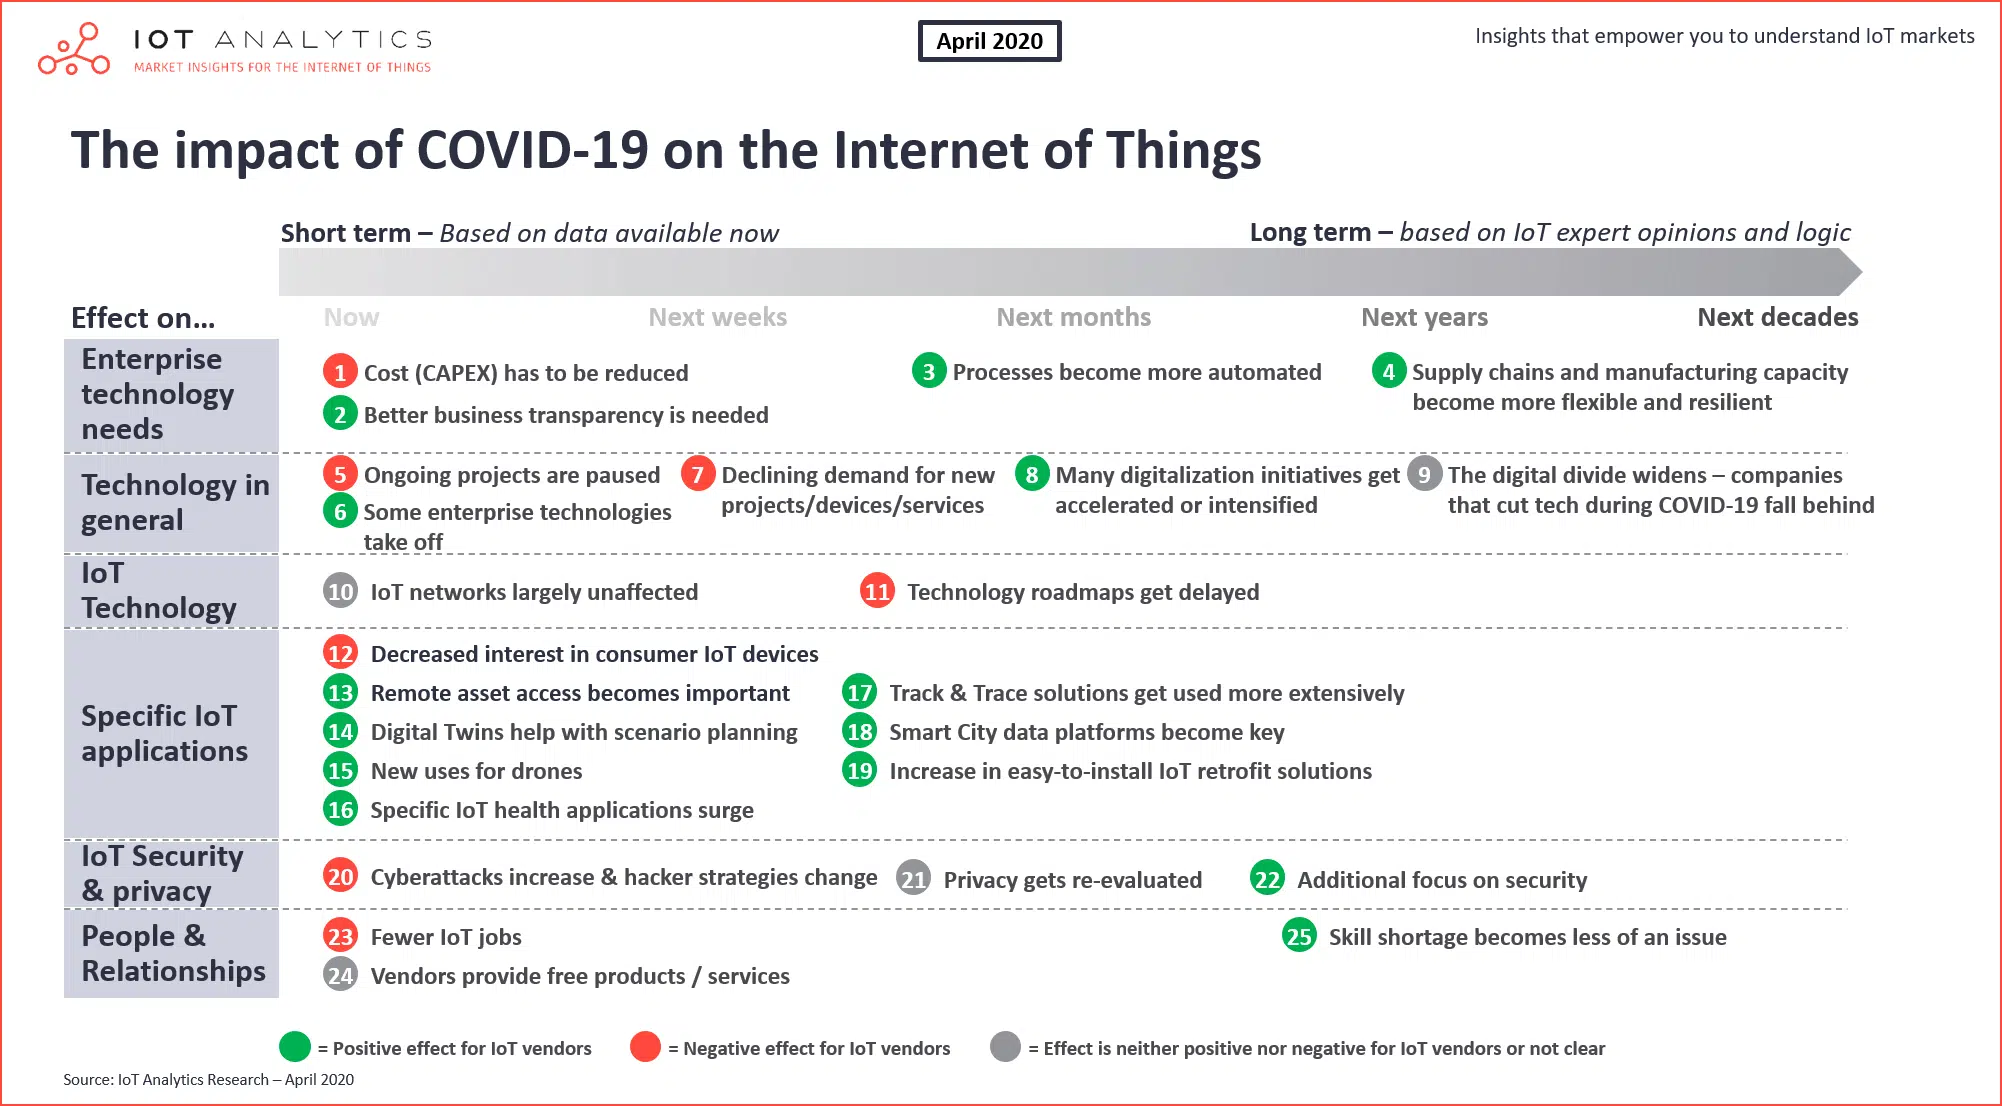 IOT ANALYTICS
MARKET INSIGHTS FOR THE INTERNET OF THINGS
April 2020
Insights that empower you to understand IoT markets
The impact of COVID-19 on the Internet of Things
Short term – Based on data available now
Long term – based on IoT expert opinions and logic
Effect on...
Now
Next weeks
Next months
Next years
Next decades
Enterprise
technology
needs
1 Cost (CAPEX) has to be reduced
2 Better business transparency is needed
3 Processes become more automated
4 Supply chains and manufacturing capacity
become more flexible and resilient
Technology in
general
5 Ongoing projects are paused
6 Some enterprise technologies
take off
7 Declining demand for new
projects/devices/services
8 Many digitalization initiatives get
accelerated or intensified
9 The digital divide widens – companies
that cut tech during COVID-19 fall behind
IoT
Technology
10 IoT networks largely unaffected
11 Technology roadmaps get delayed
Specific IoT
applications
12 Decreased interest in consumer IoT devices
13 Remote asset access becomes important
14 Digital Twins help with scenario planning
15 New uses for drones
16 Specific IoT health applications surge
17 Track & Trace solutions get used more extensively
18 Smart City data platforms become key
19 Increase in easy-to-install IoT retrofit solutions
IoT Security
& privacy
20 Cyberattacks increase & hacker strategies change
21 Privacy gets re-evaluated
22 Additional focus on security
People &
Relationships
23 Fewer IoT jobs
24 Vendors provide free products / services
25 Skill shortage becomes less of an issue
= Positive effect for IoT vendors
= Negative effect for IoT vendors
= Effect is neither positive nor negative for IoT vendors or not clear
Source: IoT Analytics Research – April 2020